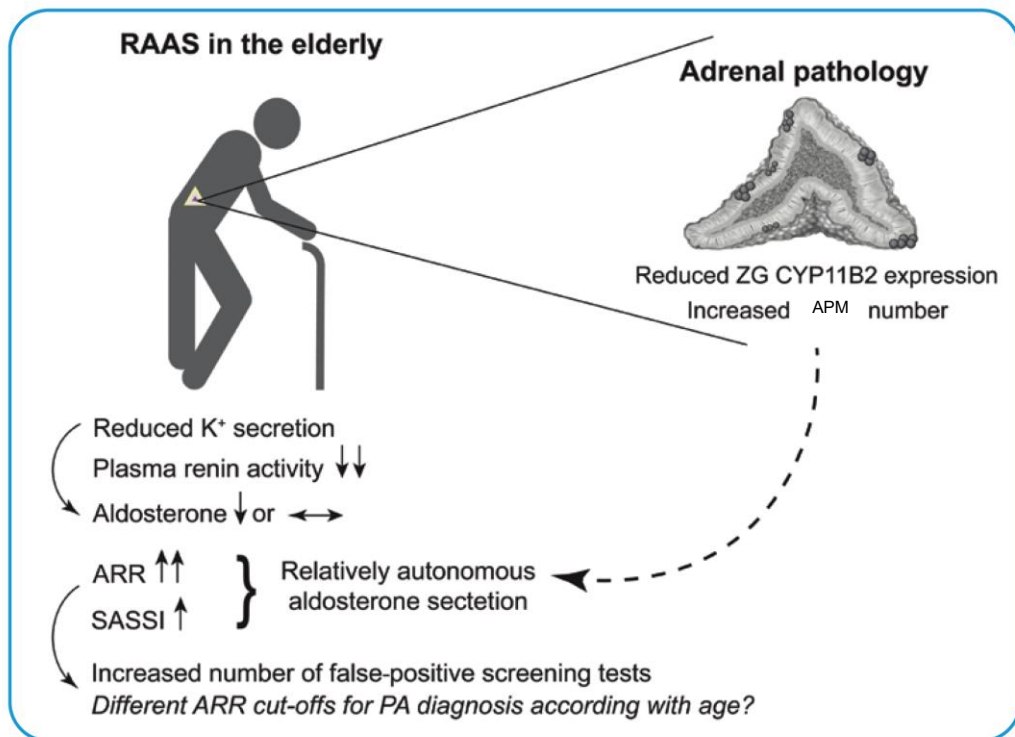 RAAS in the elderly
Adrenal pathology
Reduced ZG CYP11B2 expression
Increased APM number
Reduced K⁺ secretion
Plasma renin activity ↓↓
Aldosterone ↓ or ↔
ARR ↑↑
SASSI ↑
} Relatively autonomous
aldosterone sectetion
Increased number of false-positive screening tests
Different ARR cut-offs for PA diagnosis according with age?